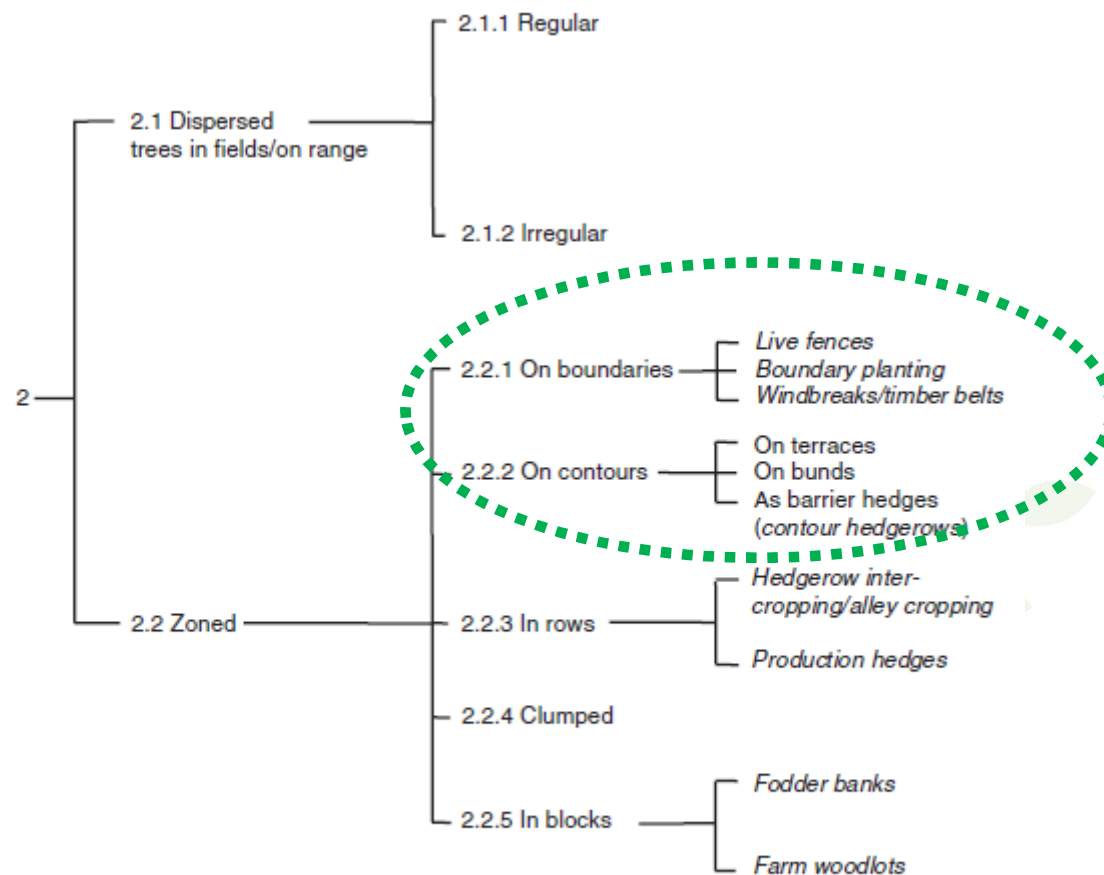 2.1.1 Regular
2.1 Dispersed
trees in fields/on range
2.1.2 Irregular
2
2.2.1 On boundaries
Live fences
Boundary planting
Windbreaks/timber belts
2.2.2 On contours
On terraces
On bunds
As barrier hedges
(contour hedgerows)
2.2 Zoned
2.2.3 In rows
Hedgerow inter-
cropping/alley cropping
Production hedges
2.2.4 Clumped
2.2.5 In blocks
Fodder banks
Farm woodlots